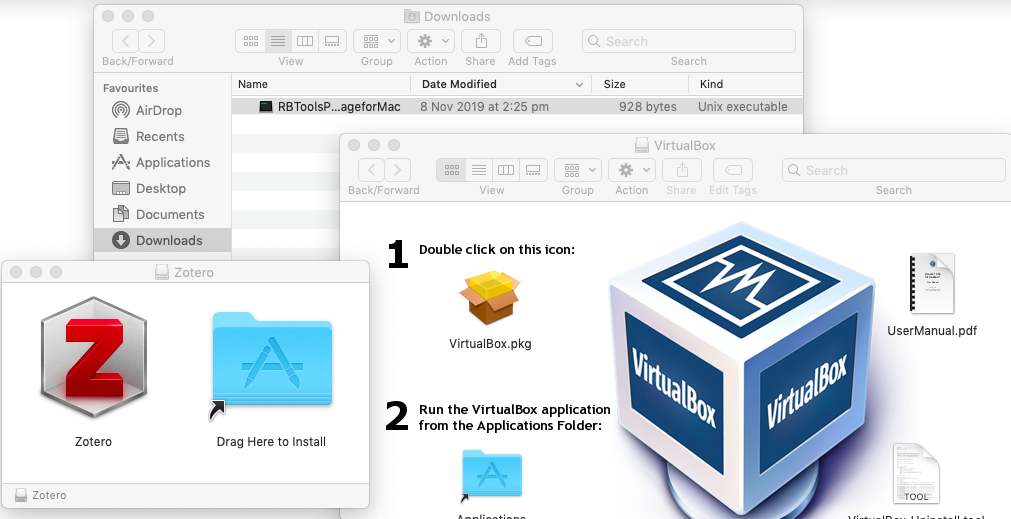 Downloads
Back/Forward
View
Group
Action
Share
Add Tags
Search
Search
Favourites
AirDrop
Recents
Applications
Desktop
Documents
Downloads
Name
Date Modified
Size
Kind
RBToolsP...ageforMac
8 Nov 2019 at 2:25 pm
928 bytes
Unix executable
VirtualBox
Back/Forward
View
Group
Action
Share
Edit Tags
Search
Search
1 Double click on this icon:
VirtualBox.pkg
2 Run the VirtualBox application
from the Applications Folder:
Applications
VirtualBox
VirtualBox
UserManual.pdf
TOOL
VirtualBox_Uninstall.tool
Zotero
Z
Zotero
Drag Here to Install
Zotero